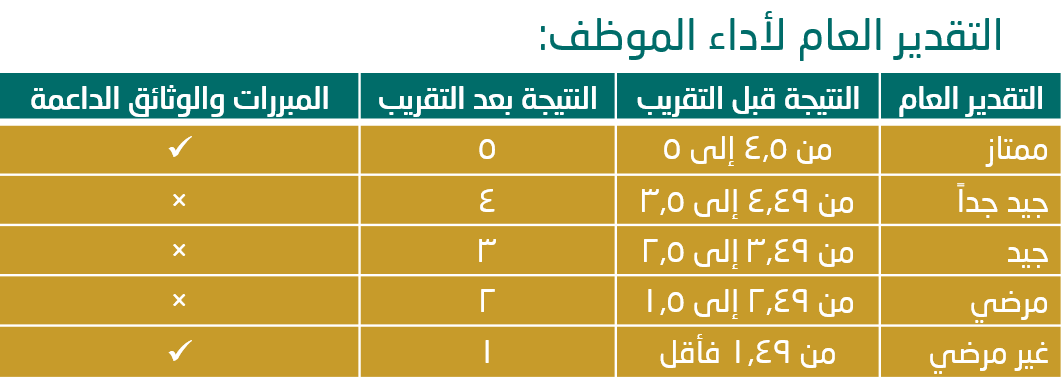 التقدير العام لأداء الموظف:
التقدير العام النتيجة قبل التقريب النتيجة بعد التقريب المبررات والوثائق الداعمة
ممتاز من ٤,٥ إلى ٥ ٥ ✓
جيد جداً من ٤,٤٩ إلى ٣,٥ ٤ ×
جيد من ٣,٤٩ إلى ٢,٥ ٣ ×
مرضي من ٢,٤٩ إلى ١,٥ ٢ ×
غير مرضي من ١,٤٩ فأقل ١ ✓